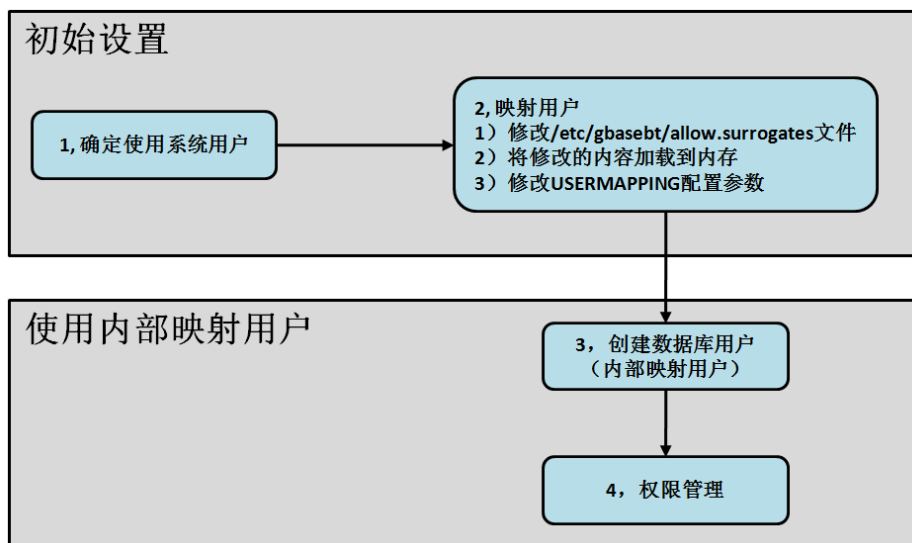 初始设置
1, 确定使用系统用户
2, 映射用户
1）修改/etc/gbasebt/allow.surrogates文件
2）将修改的内容加载到内存
3）修改USERMAPPING配置参数
使用内部映射用户
3，创建数据库用户
（内部映射用户）
4，权限管理